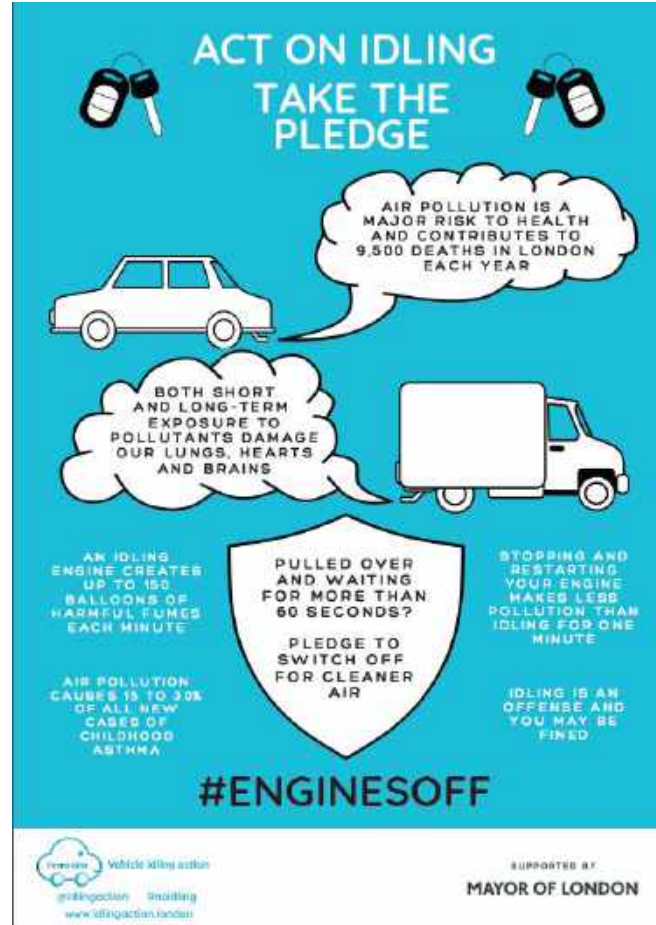 ACT ON IDLING
TAKE THE
PLEDGE
AIR POLLUTION IS A
MAJOR RISK TO HEALTH
AND CONTRIBUTES TO
9,500 DEATHS IN LONDON
EACH YEAR
BOTH SHORT
AND LONG-TERM
EXPOSURE TO
POLLUTANTS DAMAGE
OUR LUNGS, HEARTS
AND BRAINS
AN IDLING
ENGINE CREATES
UP TO 150
BALLOONS OF
HARMFUL FUMES
EACH MINUTE
AIR POLLUTION
CAUSES 15 TO 30%
OF ALL NEW
CASES OF
CHILDHOOD
ASTHMA
PULLED OVER
AND WAITING
FOR MORE THAN
60 SECONDS?
PLEDGE TO
SWITCH OFF
FOR CLEANER
AIR
STOPPING AND
RESTARTING
YOUR ENGINE
MAKES LESS
POLLUTION THAN
IDLING FOR ONE
MINUTE
IDLING IS AN
OFFENSE AND
YOU MAY BE
FINED
#ENGINESOFF
Vehicle idling action
@idlingaction #noidling
www.idlingaction.london
SUPPORTED BY
MAYOR OF LONDON